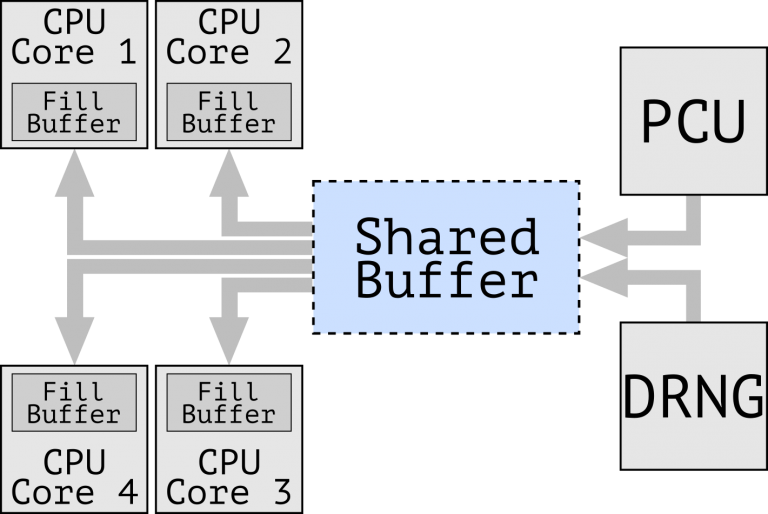 CPU
Core 1
Fill
Buffer
CPU
Core 2
Fill
Buffer
PCU
Shared
Buffer
DRNG
Fill
Buffer
CPU
Core 4
Fill
Buffer
CPU
Core 3